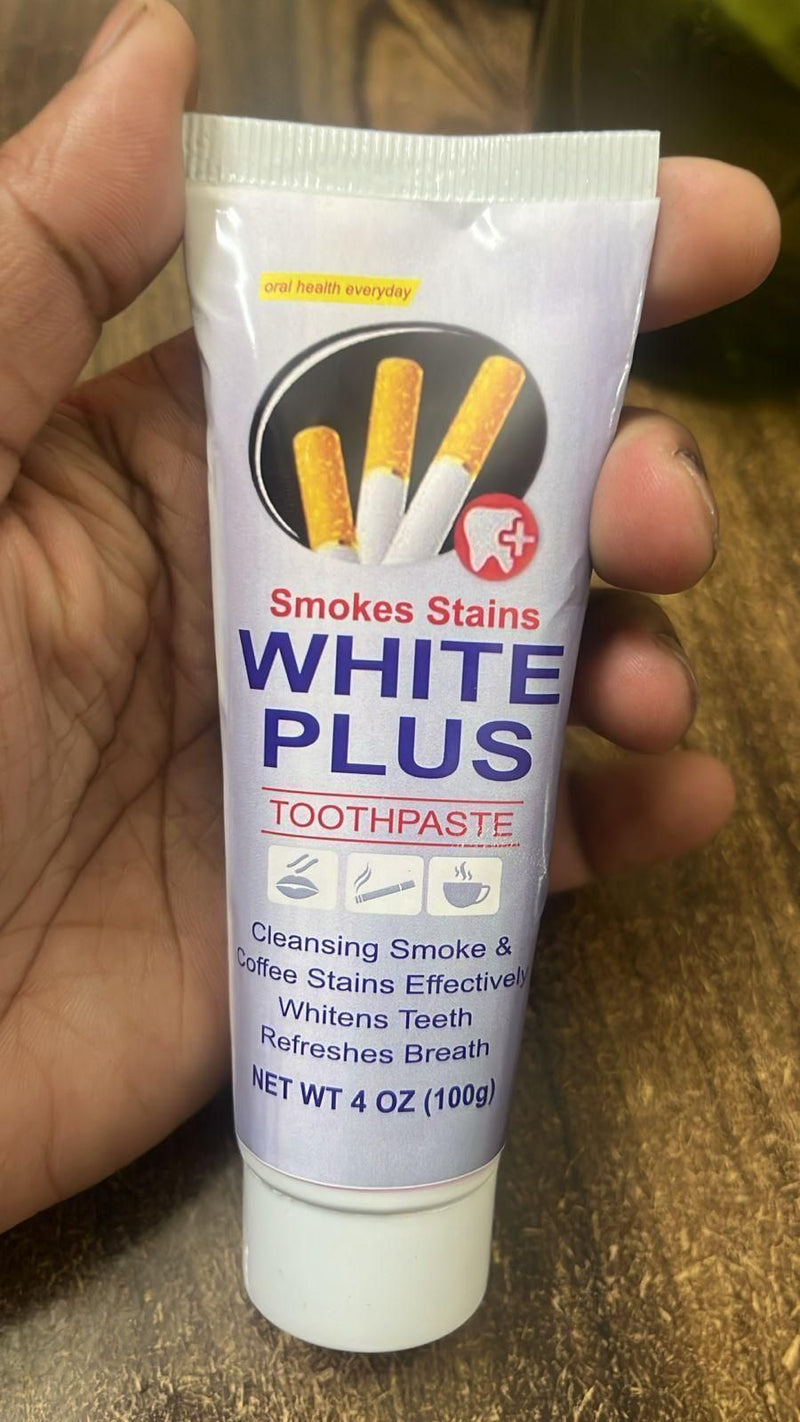 oral health everyday
Smokes Stains
WHITE
PLUS
TOOTHPASTE
Cleansing Smoke &
Coffee Stains Effectively
Whitens Teeth
Refreshes Breath
NET WT 4 OZ (100g)